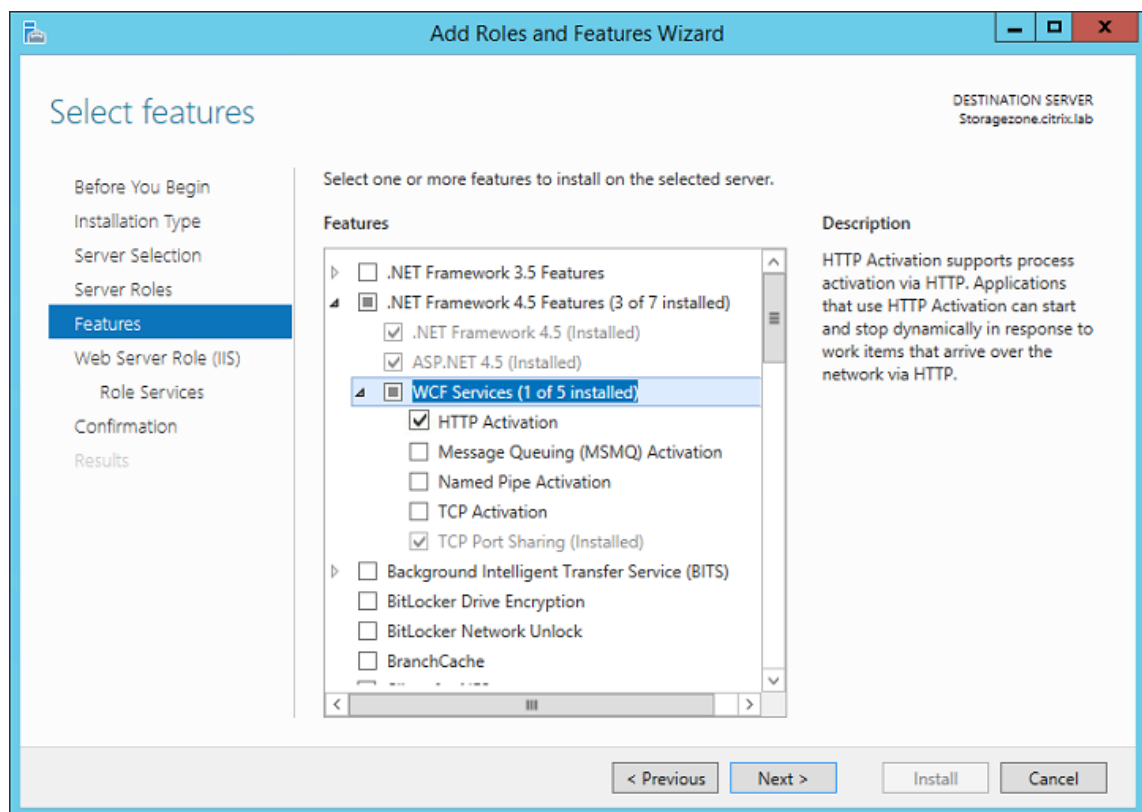 Add Roles and Features Wizard
Select features
DESTINATION SERVER
Storagezone.citrix.lab
Before You Begin
Installation Type
Server Selection
Server Roles
Features
Web Server Role (IIS)
Role Services
Confirmation
Results
Select one or more features to install on the selected server.
Features
.NET Framework 3.5 Features
.NET Framework 4.5 Features (3 of 7 installed)
.NET Framework 4.5 (Installed)
ASP.NET 4.5 (Installed)
WCF Services (1 of 5 installed)
HTTP Activation
Message Queuing (MSMQ) Activation
Named Pipe Activation
TCP Activation
TCP Port Sharing (Installed)
Background Intelligent Transfer Service (BITS)
BitLocker Drive Encryption
BitLocker Network Unlock
BranchCache
Description
HTTP Activation supports process
activation via HTTP. Applications
that use HTTP Activation can start
and stop dynamically in response to
work items that arrive over the
network via HTTP.
< Previous
Next >
Install
Cancel